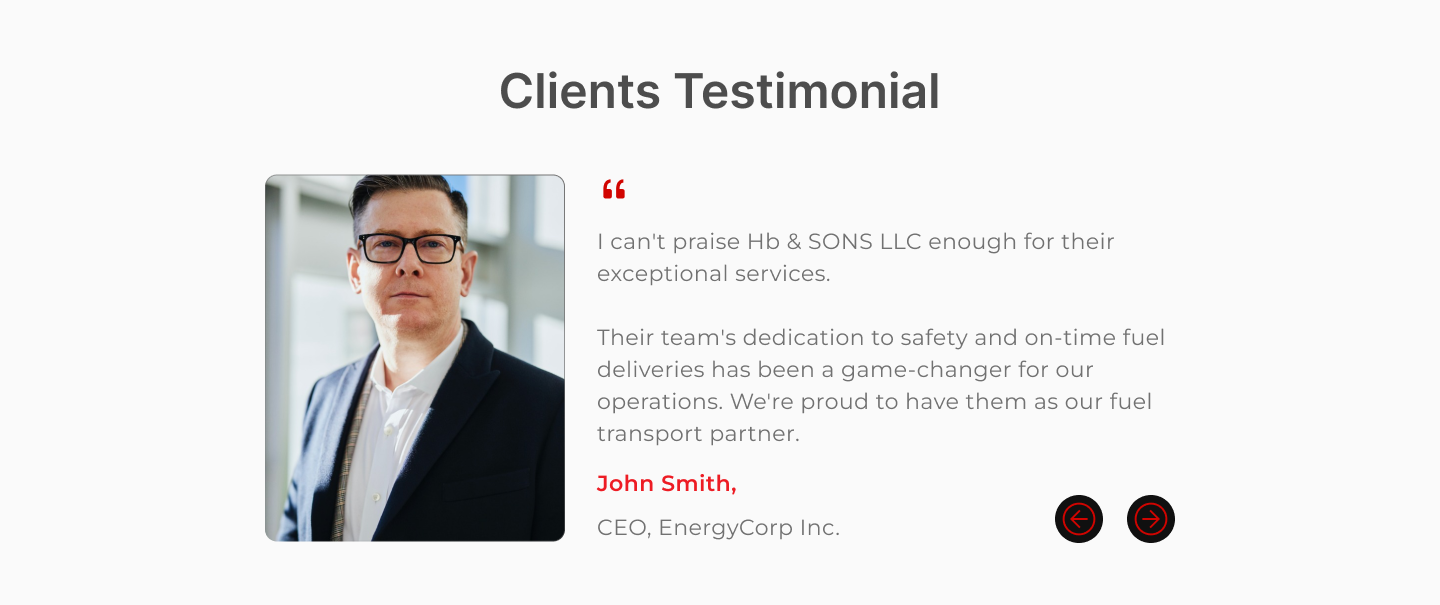 Clients Testimonial
“
I can't praise Hb & SONS LLC enough for their
exceptional services.
Their team's dedication to safety and on-time fuel
deliveries has been a game-changer for our
operations. We're proud to have them as our fuel
transport partner.
John Smith,
CEO, EnergyCorp Inc.